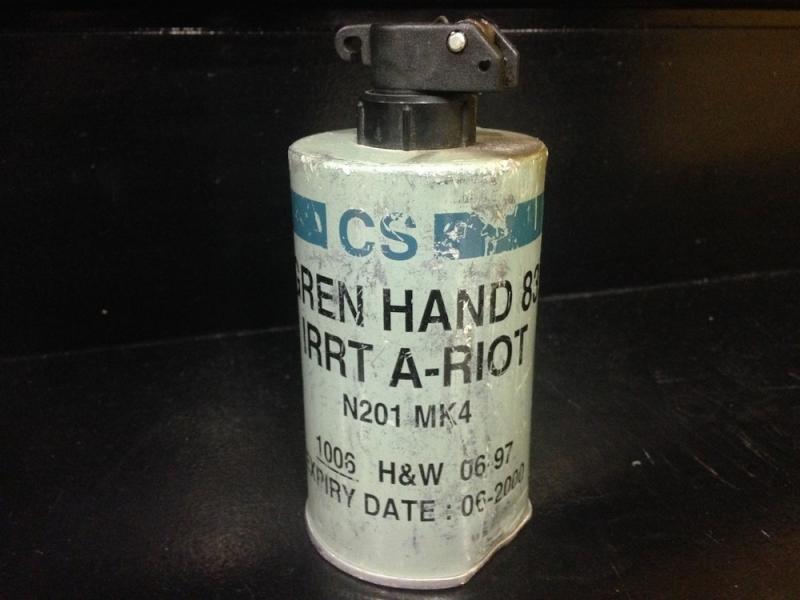 CS
GREN HAND 83
IRRT A-RIOT
N201 MK4
1006 H&W 06 97
EXPIRY DATE : 06-2000